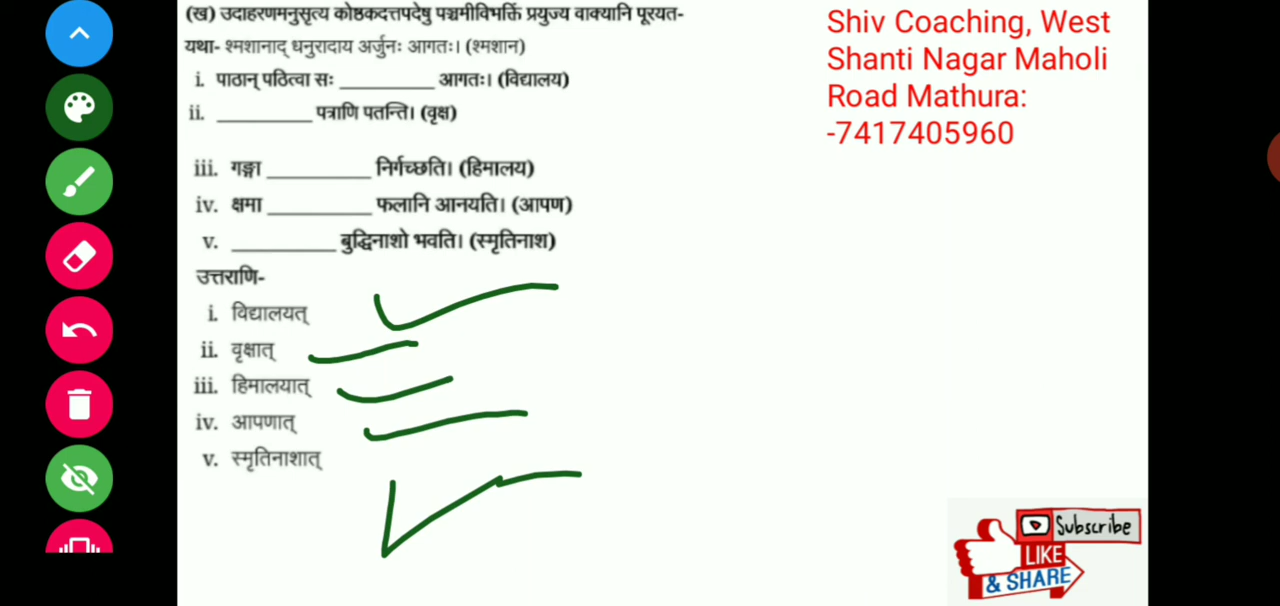 (ख) उदाहरणमनुसृत्य कोष्ठकदत्तपदेषु पञ्चमीविभक्तिं प्रयुज्य वाक्यानि पूरयत-
यथा- श्मशानाद् धनुरादाय अर्जुनः आगतः। (श्मशान)
i. पाठान् पठित्वा सः __________ आगतः। (विद्यालय)
ii. __________ पत्राणि पतन्ति। (वृक्ष)
iii. गङ्गा __________ निर्गच्छति। (हिमालय)
iv. क्षमा __________ फलानि आनयति। (आपण)
v. __________ बुद्धिनाशो भवति। (स्मृतिनाश)
उत्तराणि-
i. विद्यालयत्
ii. वृक्षात्
iii. हिमालयात्
iv. आपणात्
v. स्मृतिनाशात्
Shiv Coaching, West
Shanti Nagar Maholi
Road Mathura:
-7417405960
Subscribe
LIKE
& SHARE